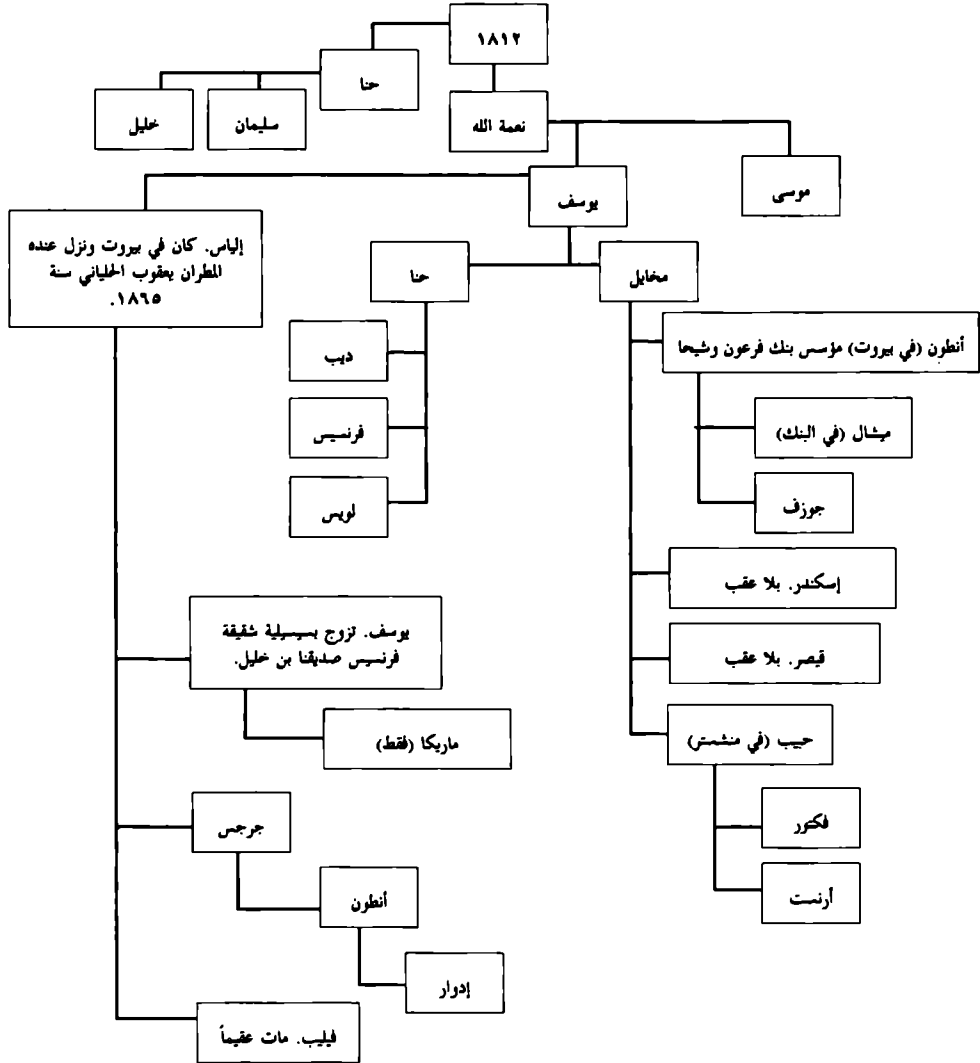 ١٨١٢
حنا
خليل
سليمان
نعمة الله
موسى
يوسف
إلياس. كان في بيروت ونزل عنده
المطران يعقوب الحلياني سنة
١٨٦٥.
حنا
مخايل
ديب
فرنسيس
لويس
أنطون (في بيروت) مؤسس بنك فرعون وشيحا
ميشال (في البنك)
جوزف
إسكندر. بلا عقب
قيصر. بلا عقب
حبيب (في منشستر)
فكتور
أرنست
يوسف. تزوج بسيسيلية شقيقة
فرنسيس صديقنا بن خليل.
ماريكا (فقط)
جرجس
أنطون
إدوار
فيليب. مات عقيماً